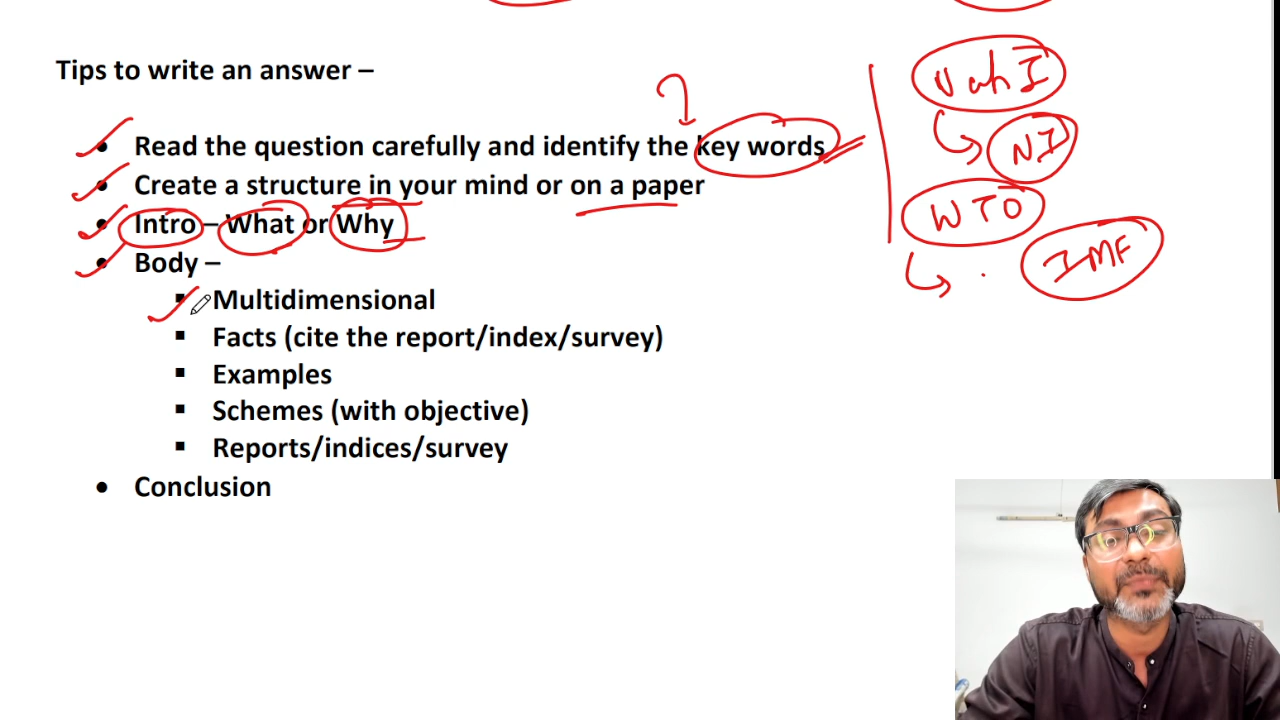 Tips to write an answer –
• Read the question carefully and identify the key words
• Create a structure in your mind or on a paper
• Intro – What or Why
• Body –
▪ Multidimensional
▪ Facts (cite the report/index/survey)
▪ Examples
▪ Schemes (with objective)
▪ Reports/indices/survey
• Conclusion
?
NI
WTO
IMF